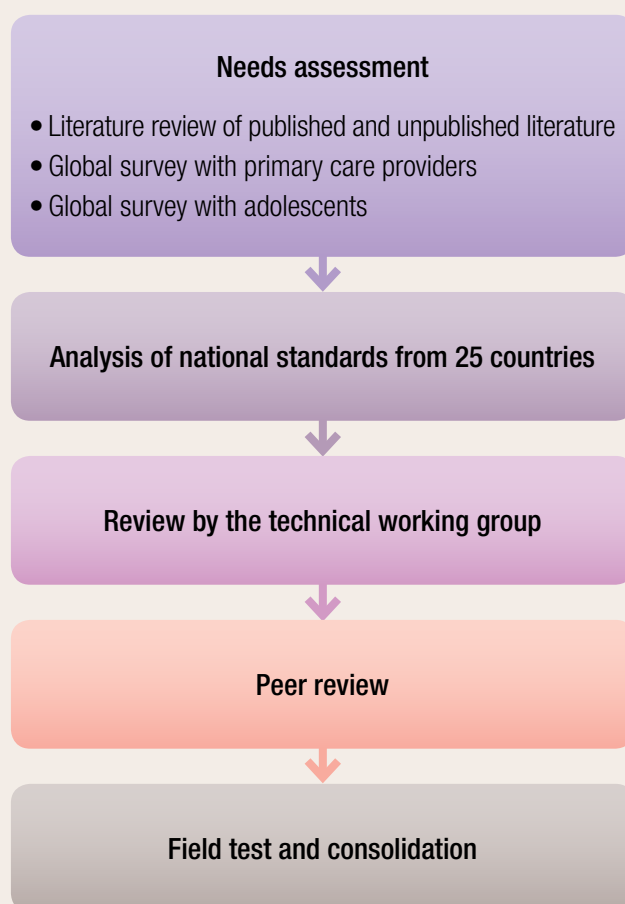 Needs assessment
• Literature review of published and unpublished literature
• Global survey with primary care providers
• Global survey with adolescents
Analysis of national standards from 25 countries
Review by the technical working group
Peer review
Field test and consolidation